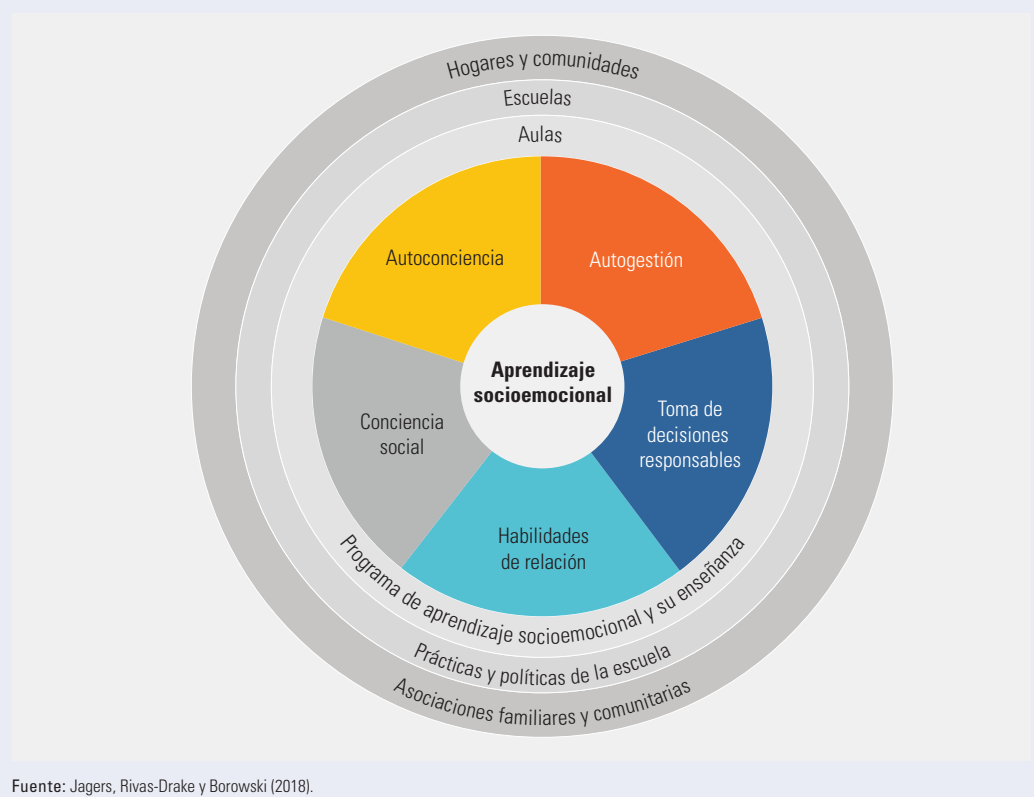 Hogares y comunidades
Escuelas
Aulas
Autoconciencia
Autogestión
Aprendizaje
socioemocional
Toma de
decisiones
responsables
Conciencia
social
Habilidades
de relación
Programa de aprendizaje socioemocional y su enseñanza
Prácticas y políticas de la escuela
Asociaciones familiares y comunitarias
Fuente: Jagers, Rivas-Drake y Borowski (2018).